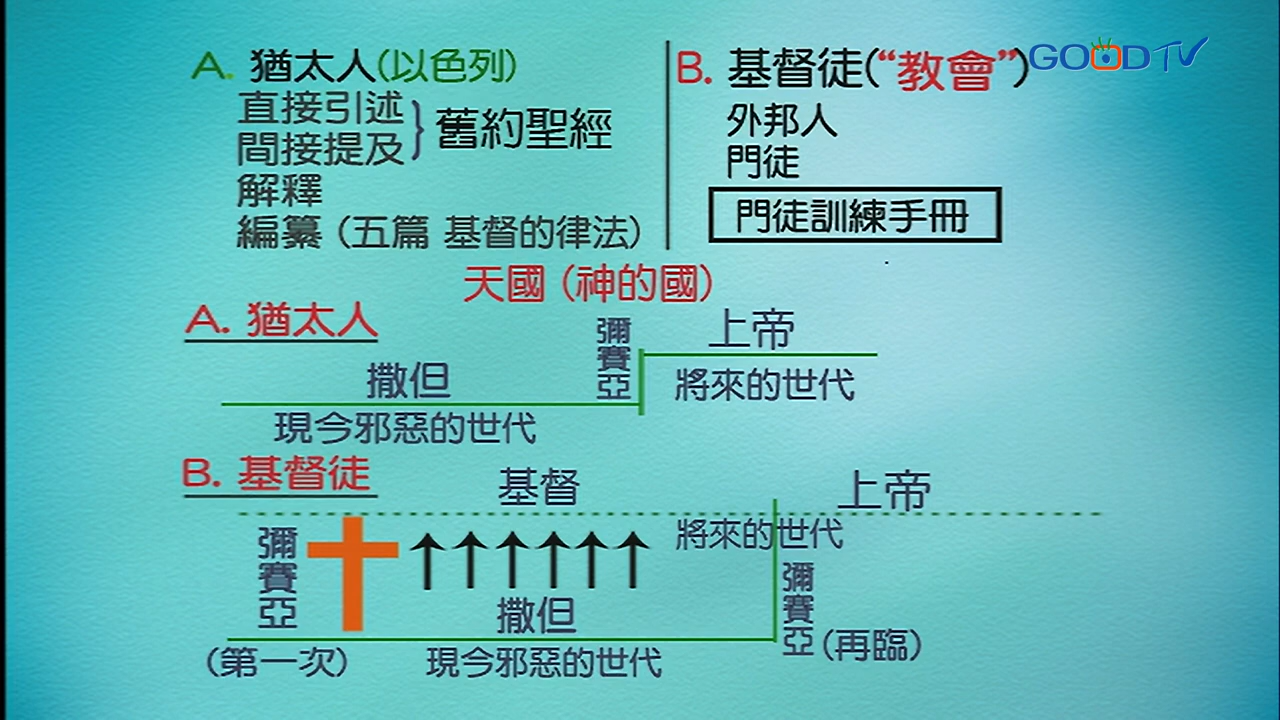 GOODTV
A. 猶太人(以色列)
直接引述
間接提及
} 舊約聖經
解釋
編纂 (五篇 基督的律法)
B. 基督徒(“教會”)
外邦人
門徒
門徒訓練手冊
天國 (神的國)
A. 猶太人
彌賽亞
上帝
撒但
將來的世代
現今邪惡的世代
B. 基督徒
基督
上帝
將來的世代
彌賽亞
撒但
彌賽亞
(再臨)
(第一次)
現今邪惡的世代